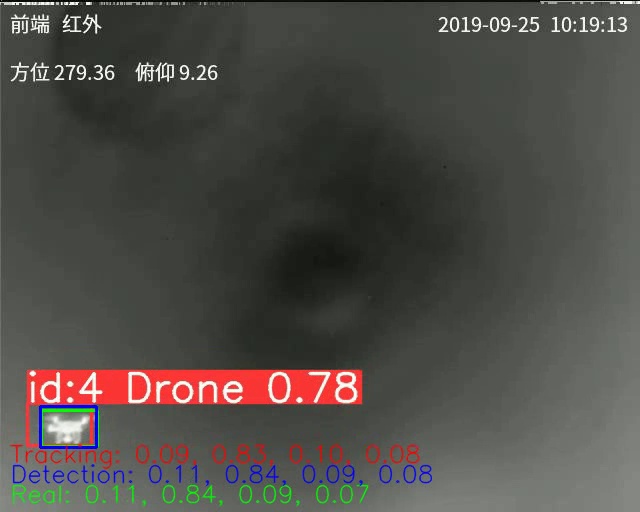 前端 红外 2019-09-25 10:19:13
方位 279.36 俯仰 9.26
id:4 Drone 0.78
Tracking: 0.09, 0.83, 0.10, 0.08
Detection: 0.11, 0.84, 0.09, 0.08
Real: 0.11, 0.84, 0.09, 0.07